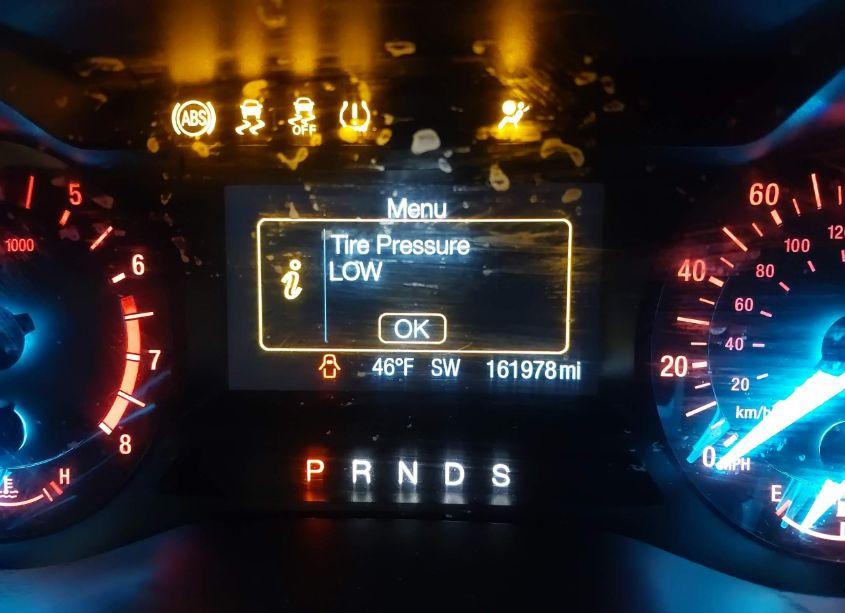 ABS
OFF
Menu
Tire Pressure
LOW
OK
46°F SW 161978mi
P R N D S
5
1000
6
7
8
H
60
100
40
80
60
20
40
20
km/h
0
MPH
E